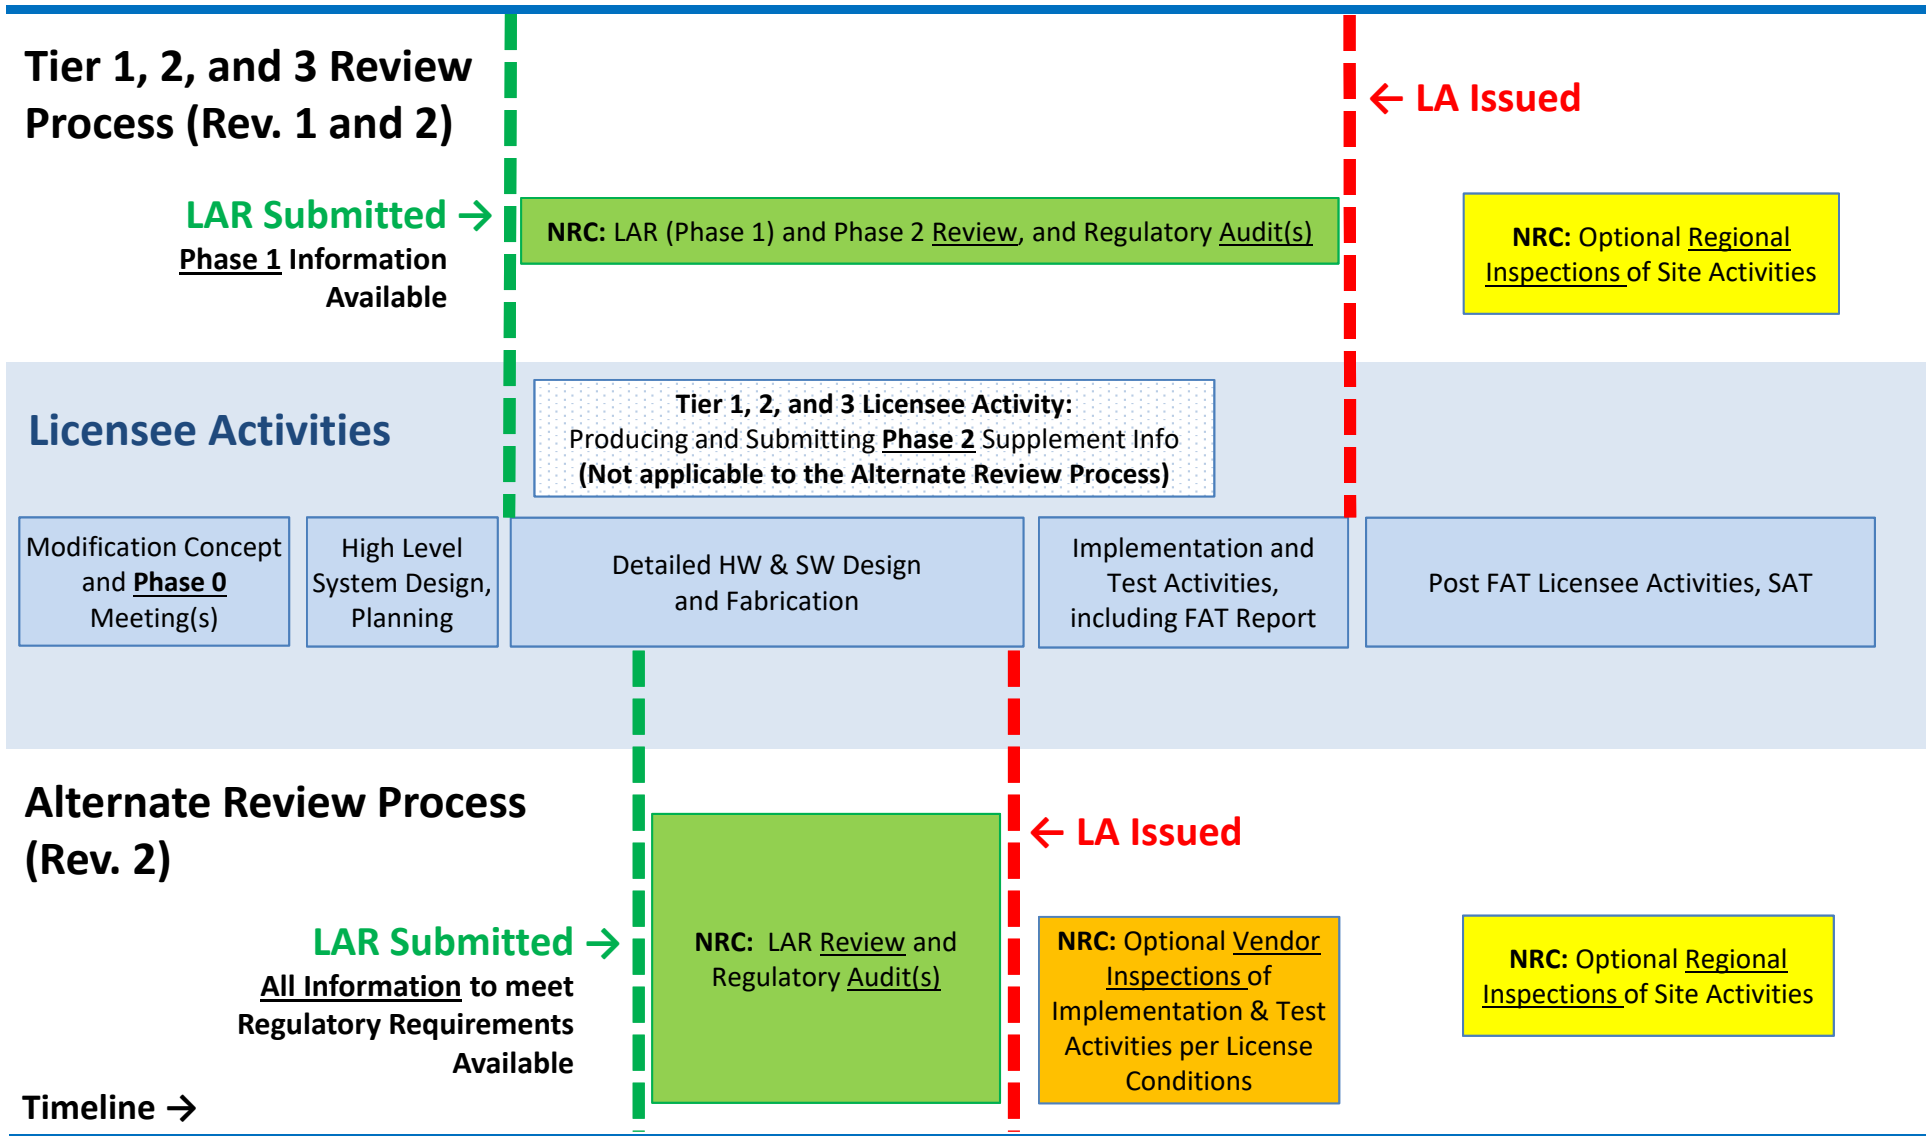 Tier 1, 2, and 3 Review
Process (Rev. 1 and 2)
← LA Issued
LAR Submitted →
Phase 1 Information
Available
NRC: LAR (Phase 1) and Phase 2 Review, and Regulatory Audit(s)
NRC: Optional Regional
Inspections of Site Activities
Licensee Activities
Tier 1, 2, and 3 Licensee Activity:
Producing and Submitting Phase 2 Supplement Info
(Not applicable to the Alternate Review Process)
Modification Concept
and Phase 0
Meeting(s)
High Level
System Design,
Planning
Detailed HW & SW Design
and Fabrication
Implementation and
Test Activities,
including FAT Report
Post FAT Licensee Activities, SAT
Alternate Review Process
(Rev. 2)
← LA Issued
LAR Submitted →
All Information to meet
Regulatory Requirements
Available
NRC: LAR Review and
Regulatory Audit(s)
NRC: Optional Vendor
Inspections of
Implementation & Test
Activities per License
Conditions
NRC: Optional Regional
Inspections of Site Activities
Timeline →